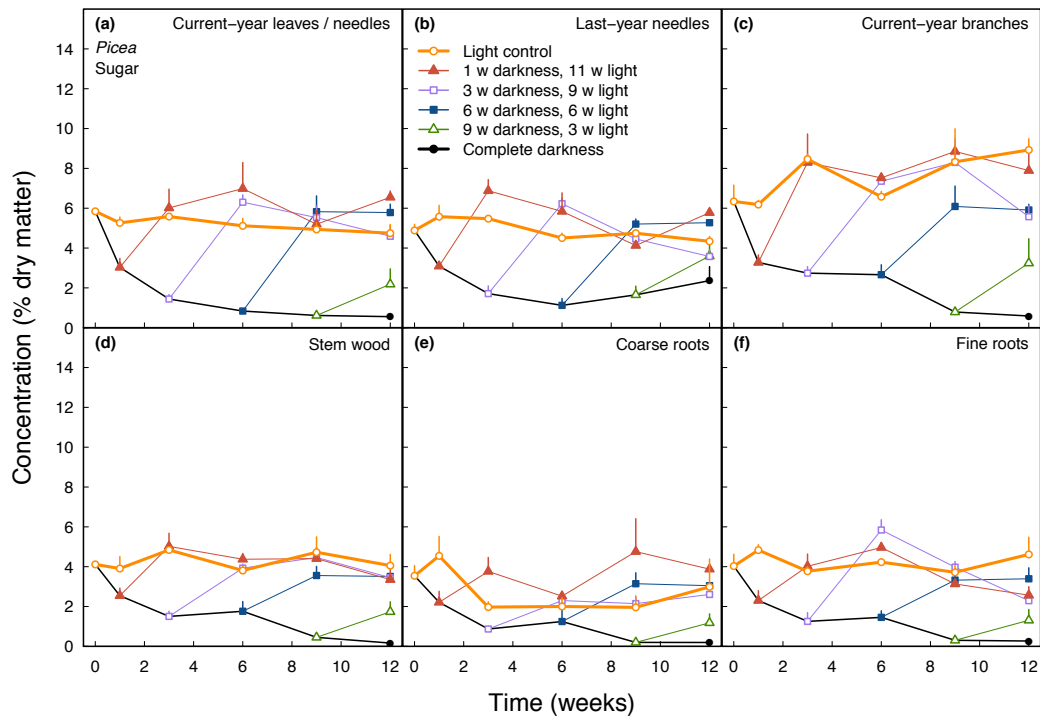 (a) Current−year leaves / needles
Picea
Sugar
(b) Last−year needles
Light control
1 w darkness, 11 w light
3 w darkness, 9 w light
6 w darkness, 6 w light
9 w darkness, 3 w light
Complete darkness
(c) Current−year branches
14
12
10
8
6
4
2
0
(d) Stem wood
(e) Coarse roots
(f) Fine roots
14
12
10
8
6
4
2
0
0 2 4 6 8 10 12
0 2 4 6 8 10 12
0 2 4 6 8 10 12
Concentration (% dry matter)
Time (weeks)